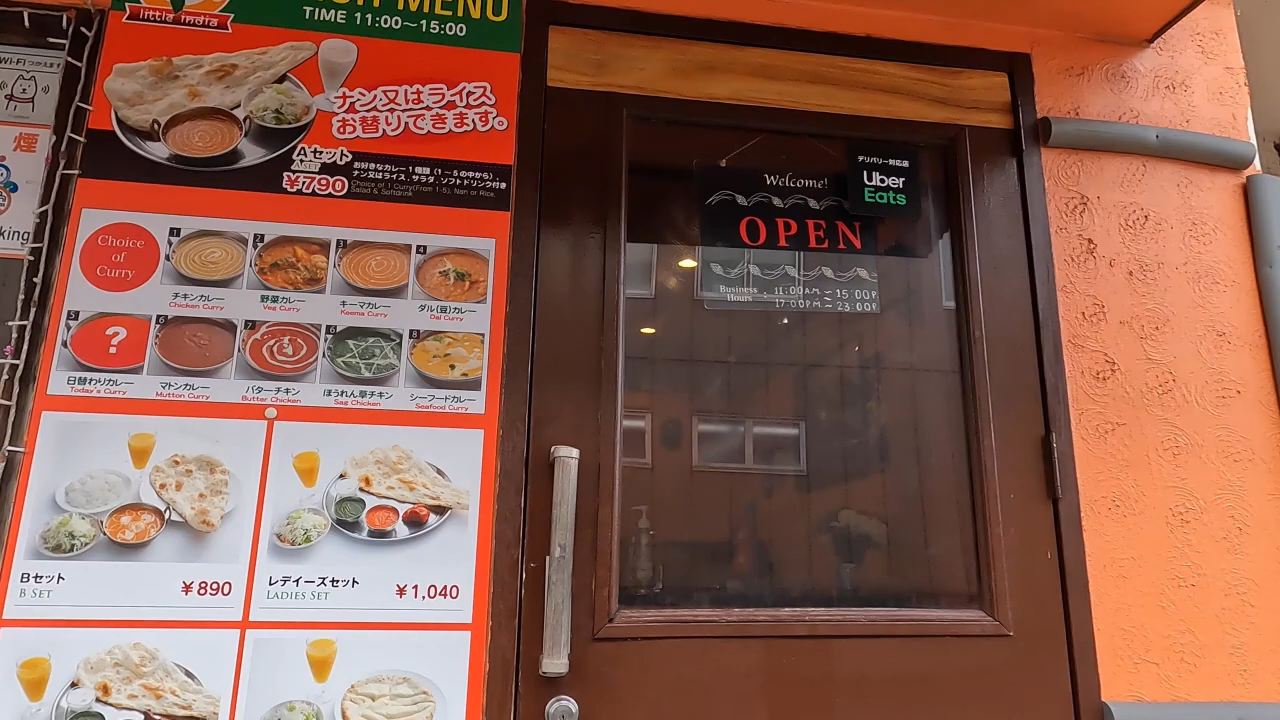 little india
MENU
TIME 11:00～15:00
Wi-Fi つかえます
煙
king
ナン又はライス
お替りできます。
Aセット
A SET
¥790
お好きなカレー1種類（1～5の中から）,
ナン又はライス,サラダ,ソフトドリンク付き
Choice of 1 Curry(From 1-5), Nan or Rice,
Salad & Softdrink
Choice
of
Curry
1
チキンカレー
Chicken Curry
2
野菜カレー
Veg Curry
3
キーマカレー
Keema Curry
4
ダル(豆)カレー
Dal Curry
5
?
日替わりカレー
Today's Curry
6
マトンカレー
Mutton Curry
7
バターチキン
Butter Chicken
6
ほうれん草チキン
Sag Chicken
8
シーフードカレー
Seafood Curry
Bセット
B SET
¥890
レディーズセット
LADIES SET
¥1,040
Welcome!
OPEN
Business
Hours
:
11:00AM～15:00P
17:00PM～23:00P
デリバリー対応店
Uber
Eats